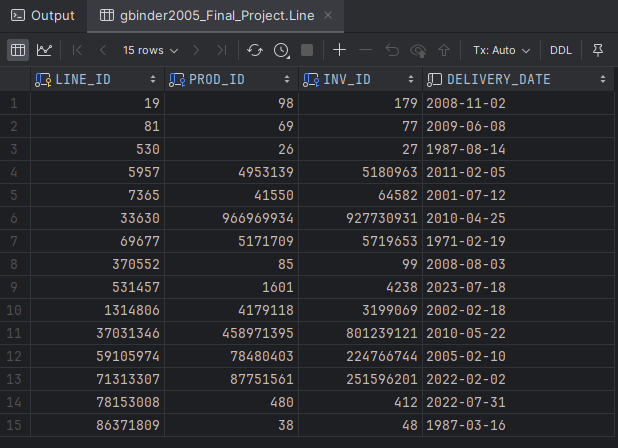 Output gbinder2005_Final_Project.Line
15 rows Tx: Auto DDL
LINE_ID PROD_ID INV_ID DELIVERY_DATE
1 19 98 179 2008-11-02
2 81 69 77 2009-06-08
3 530 26 27 1987-08-14
4 5957 4953139 5180963 2011-02-05
5 7365 41550 64582 2001-07-12
6 33630 966969934 927730931 2010-04-25
7 69677 5171709 5719653 1971-02-19
8 370552 85 99 2008-08-03
9 531457 1601 4238 2023-07-18
10 1314806 4179118 3199069 2002-02-18
11 37031346 458971395 801239121 2010-05-22
12 59105974 78480403 224766744 2005-02-10
13 71313307 87751561 251596201 2022-02-02
14 78153008 480 412 2022-07-31
15 86371809 38 48 1987-03-16